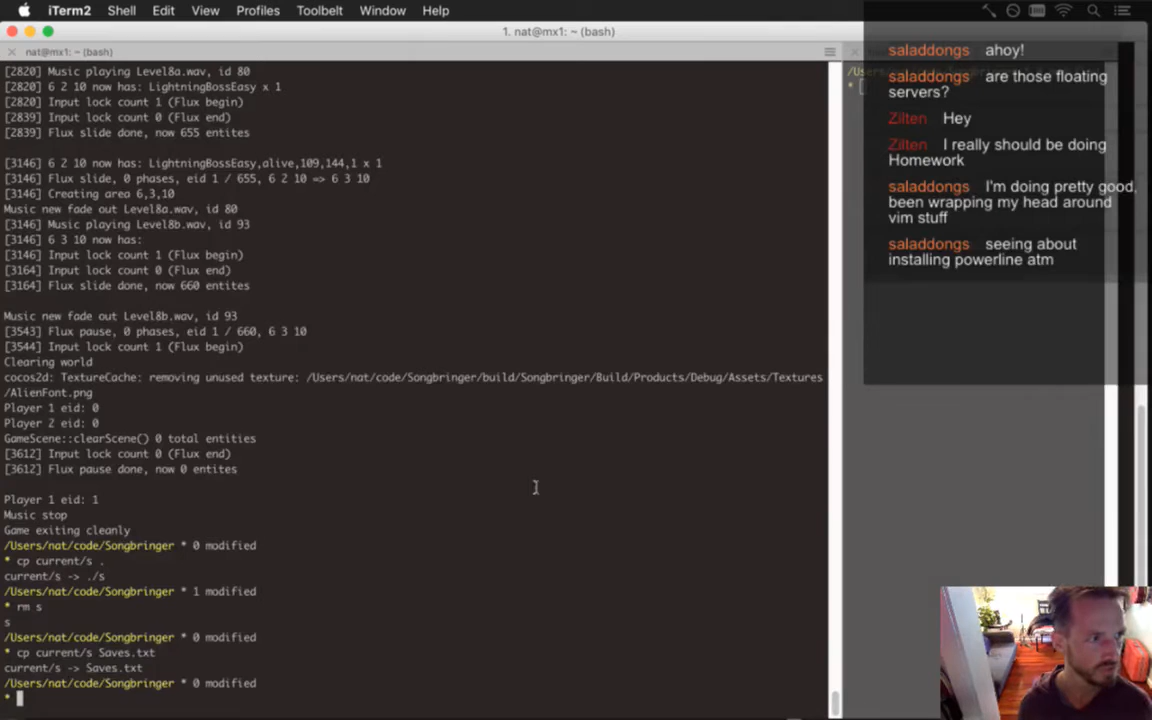 iTerm2 Shell Edit View Profiles Toolbelt Window Help
1. nat@mx1: ~ (bash)
nat@mx1: ~ (bash)
[2820] Music playing Level8a.wav, id 80
[2820] 6 2 10 now has: LightningBossEasy x 1
[2820] Input lock count 1 (Flux begin)
[2839] Input lock count 0 (Flux end)
[2839] Flux slide done, now 655 entites
[3146] 6 2 10 now has: LightningBossEasy,alive,109,144,1 x 1
[3146] Flux slide, 0 phases, eid 1 / 655, 6 2 10 => 6 3 10
[3146] Creating area 6,3,10
Music new fade out Level8a.wav, id 80
[3146] Music playing Level8b.wav, id 93
[3146] 6 3 10 now has:
[3146] Input lock count 1 (Flux begin)
[3164] Input lock count 0 (Flux end)
[3164] Flux slide done, now 660 entites
Music new fade out Level8b.wav, id 93
[3543] Flux pause, 0 phases, eid 1 / 660, 6 3 10
[3544] Input lock count 1 (Flux begin)
Clearing world
cocos2d: TextureCache: removing unused texture: /Users/nat/code/Songbringer/build/Songbringer/Build/Products/Debug/Assets/Textures
/AlienFont.png
Player 1 eid: 0
Player 2 eid: 0
GameScene::clearScene() 0 total entities
[3612] Input lock count 0 (Flux end)
[3612] Flux pause done, now 0 entites
Player 1 eid: 1
Music stop
Game exiting cleanly
/Users/nat/code/Songbringer * 0 modified
* cp current/s .
current/s -> ./s
/Users/nat/code/Songbringer * 1 modified
* rm s
s
/Users/nat/code/Songbringer * 0 modified
* cp current/s Saves.txt
current/s -> Saves.txt
/Users/nat/code/Songbringer * 0 modified
*
saladdongs ahoy!
saladdongs are those floating
servers?
Zilten Hey
Zilten I really should be doing
Homework
saladdongs I'm doing pretty good,
been wrapping my head around
vim stuff
saladdongs seeing about
installing powerline atm